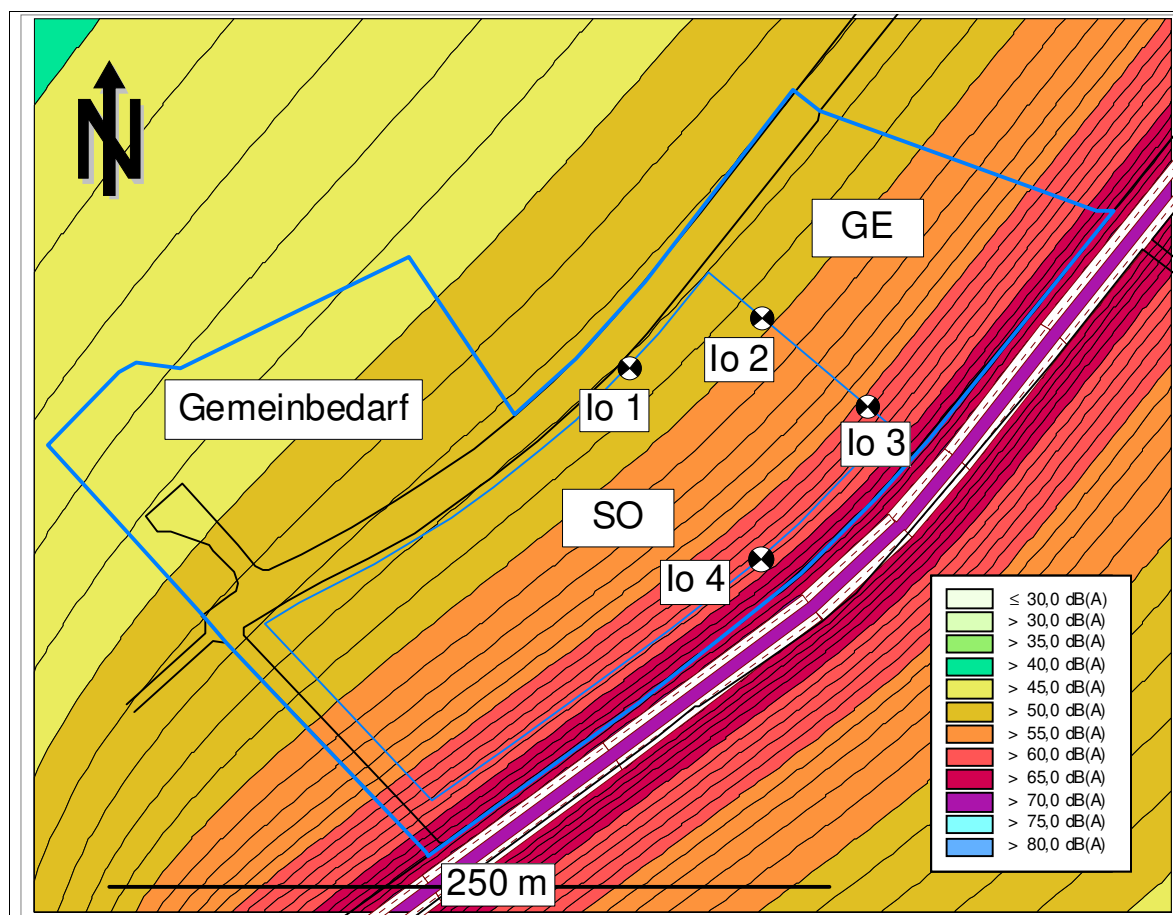 N
GE
Io 2
Gemeinbedarf
Io 1
Io 3
SO
Io 4
≤ 30,0 dB(A)
> 30,0 dB(A)
> 35,0 dB(A)
> 40,0 dB(A)
> 45,0 dB(A)
> 50,0 dB(A)
> 55,0 dB(A)
> 60,0 dB(A)
> 65,0 dB(A)
> 70,0 dB(A)
> 75,0 dB(A)
> 80,0 dB(A)
250 m